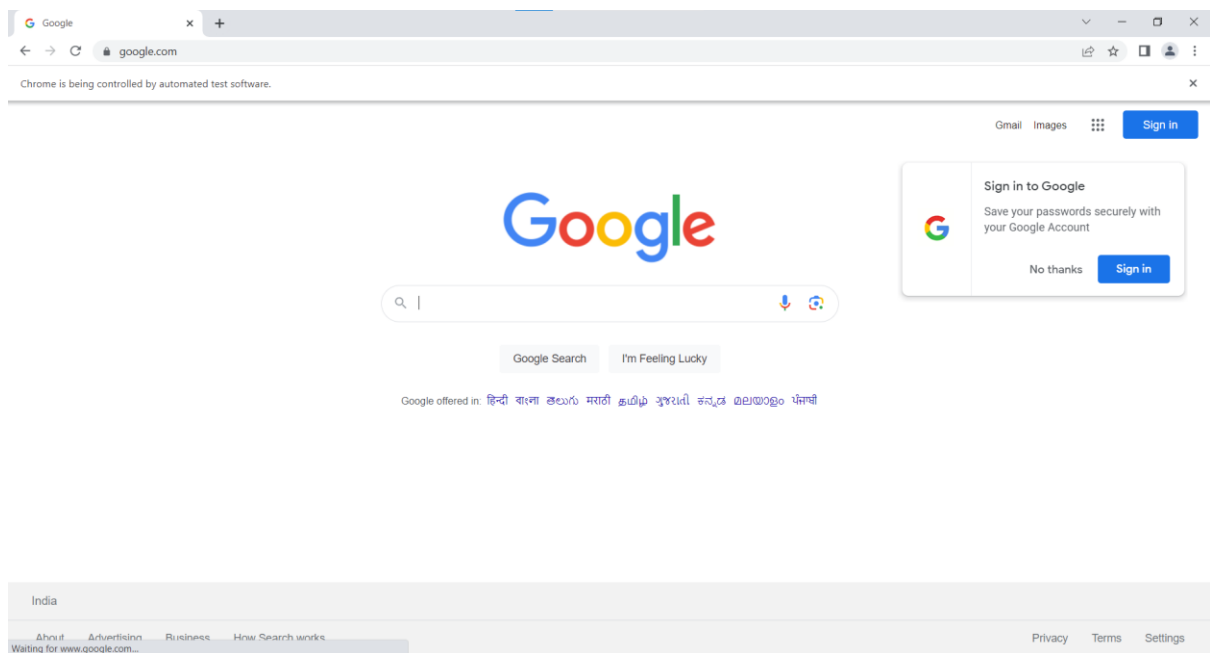 Google
google.com
Chrome is being controlled by automated test software.
Gmail Images Sign in
Sign in to Google
Save your passwords securely with
your Google Account
No thanks Sign in
Google
Google Search I'm Feeling Lucky
Google offered in: हिन्दी বাংলা తెలుగు मराठी தமிழ் ગુજરાતી ಕನ್ನಡ മലയാളം ਪੰਜਾਬੀ
India
About Advertising Business How Search works Privacy Terms Settings
Waiting for www.google.com...